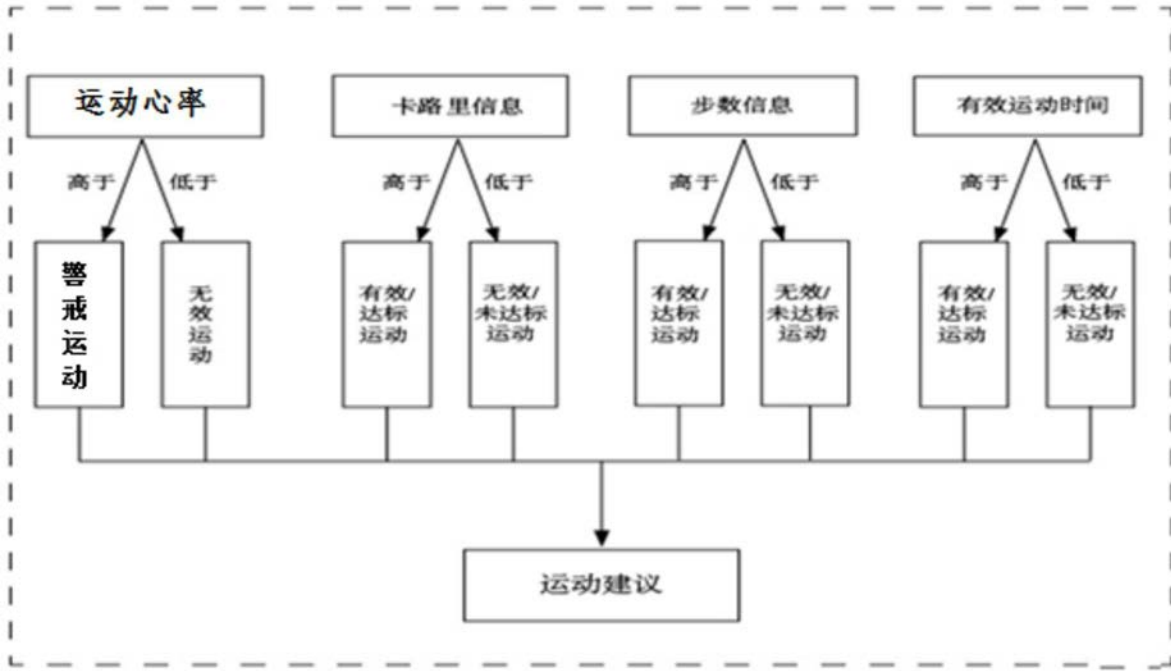 运动心率
卡路里信息
步数信息
有效运动时间
高于
低于
高于
低于
高于
低于
高于
低于
警
戒
运
动
无
效
运
动
有效/
达标
运动
无效/
未达标
运动
有效/
达标
运动
无效/
未达标
运动
有效/
达标
运动
无效/
未达标
运动
运动建议